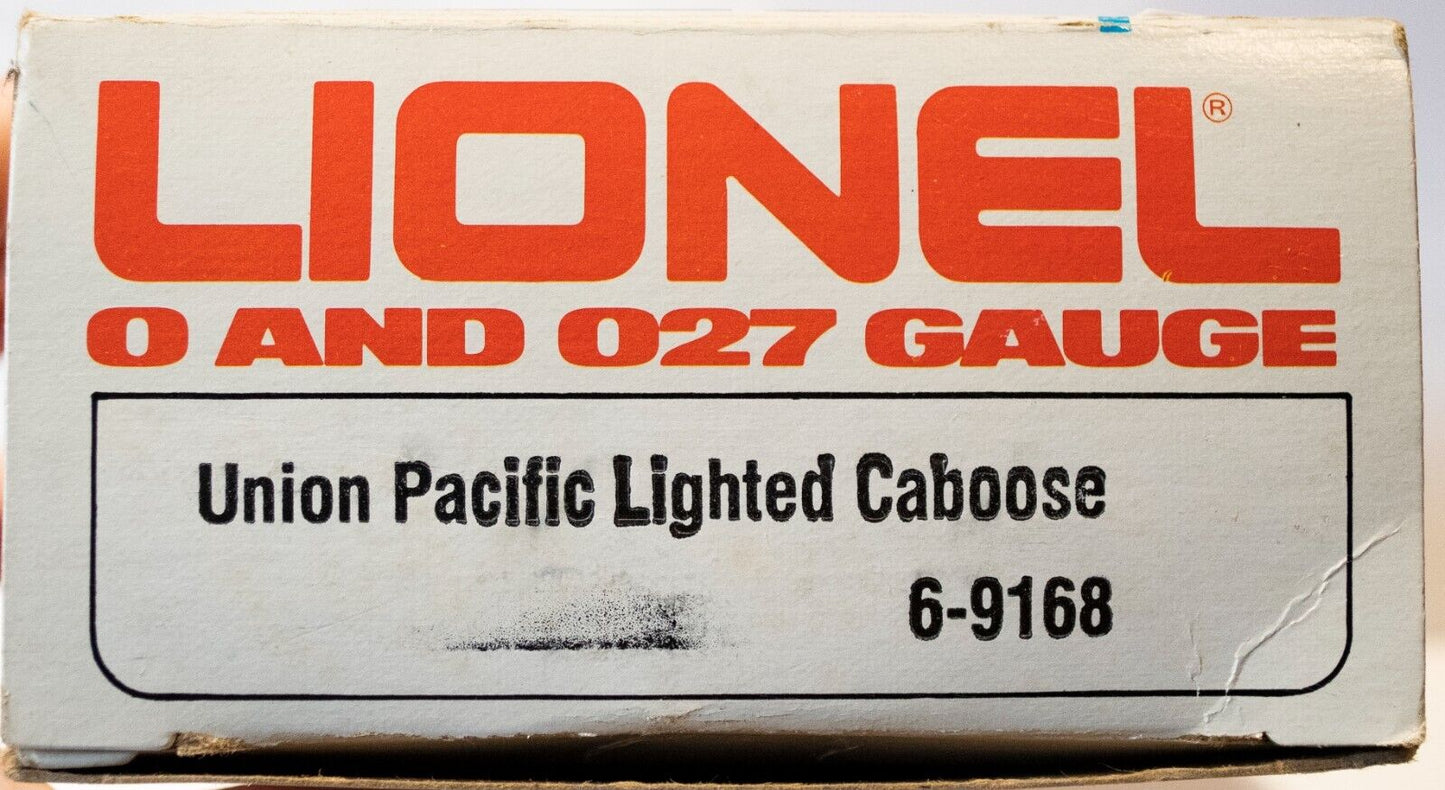 LIONEL®
O AND O27 GAUGE
Union Pacific Lighted Caboose
6-9168